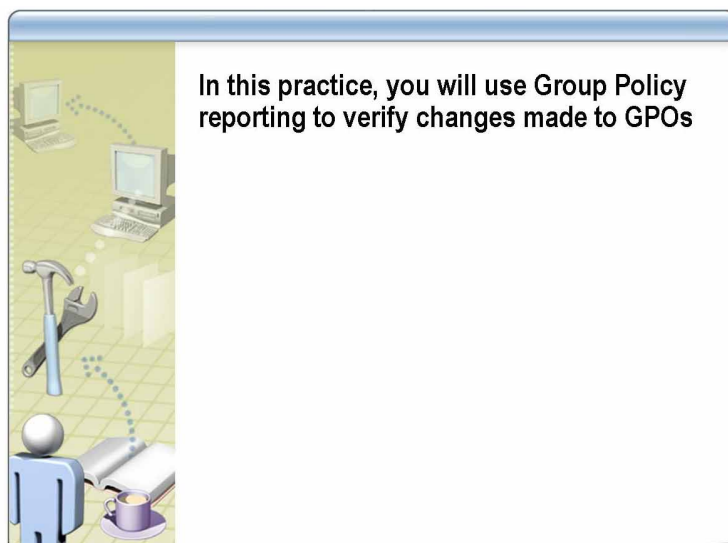 In this practice, you will use Group Policy
reporting to verify changes made to GPOs